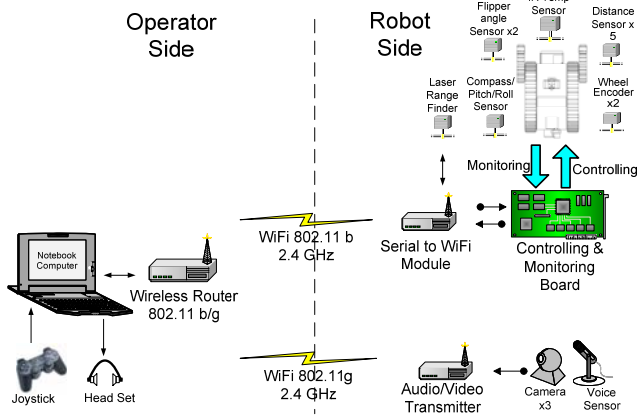 Operator
Side
Robot
Side
Flipper
angle
Sensor x2
Sensor
Distance
Sensor x
5
Laser
Range
Finder
Compass/
Pitch/Roll
Sensor
Wheel
Encoder
x2
Monitoring
Controlling
WiFi 802.11 b
2.4 GHz
Serial to WiFi
Module
Controlling &
Monitoring
Board
Notebook
Computer
Wireless Router
802.11 b/g
Joystick
Head Set
WiFi 802.11g
2.4 GHz
Audio/Video
Transmitter
Camera
x3
Voice
Sensor